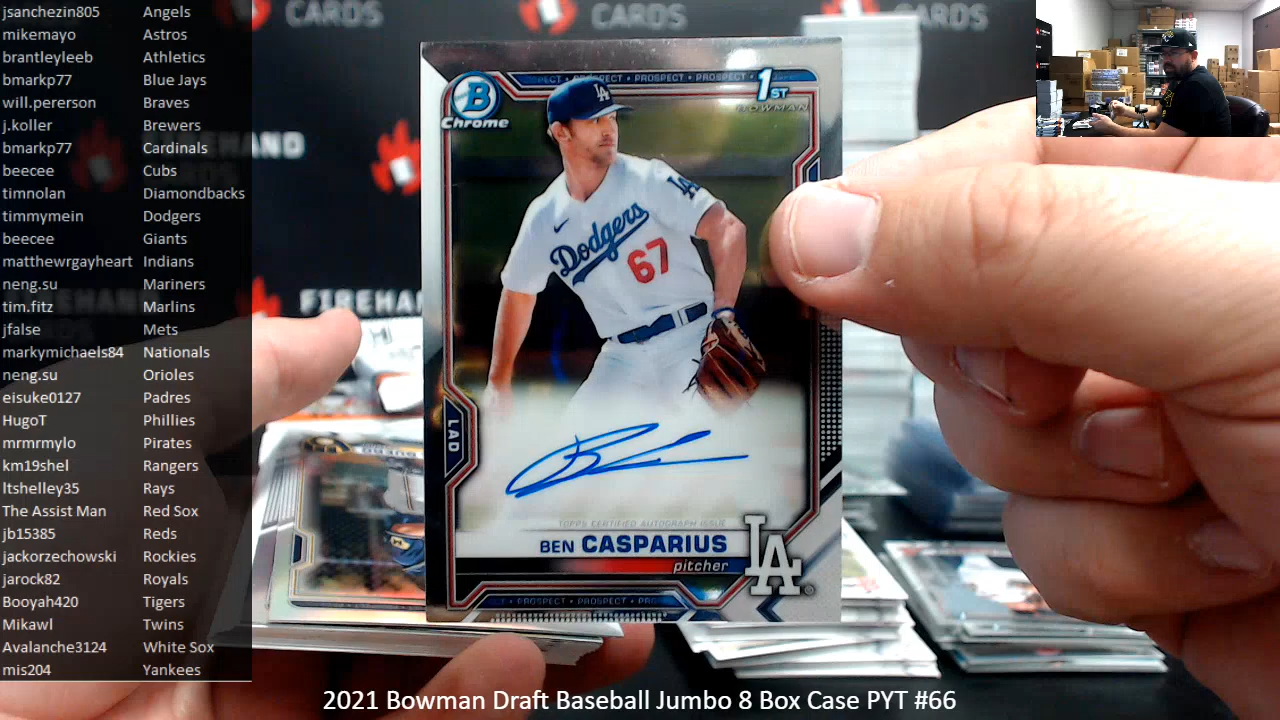 jsanchezin805 Angels
mikemayo Astros
brantleyleeb Athletics
bmarkp77 Blue Jays
will.pererson Braves
j.koller Brewers
bmarkp77 Cardinals
beecee Cubs
timnolan Diamondbacks
timmymein Dodgers
beecee Giants
matthewrgayheart Indians
neng.su Mariners
tim.fitz Marlins
jfalse Mets
markymichaels84 Nationals
neng.su Orioles
eisuke0127 Padres
HugoT Phillies
mrmrmylo Pirates
km19shel Rangers
ltshelley35 Rays
The Assist Man Red Sox
jb15385 Reds
jackorzechowski Rockies
jarock82 Royals
Booyah420 Tigers
Mikawl Twins
Avalanche3124 White Sox
mis204 Yankees
CARDS
CARDS
CARDS
FIREHAND
CARDS
PROSPECT • PROSPECT • PROSPECT
B
Chrome
1ST
BOWMAN
LA
LA
Dodgers
67
LAD
TOPPS CERTIFIED AUTOGRAPH ISSUE
BEN CASPARIUS
pitcher
LA
PROSPECT • PROSPECT
2021 Bowman Draft Baseball Jumbo 8 Box Case PYT #66